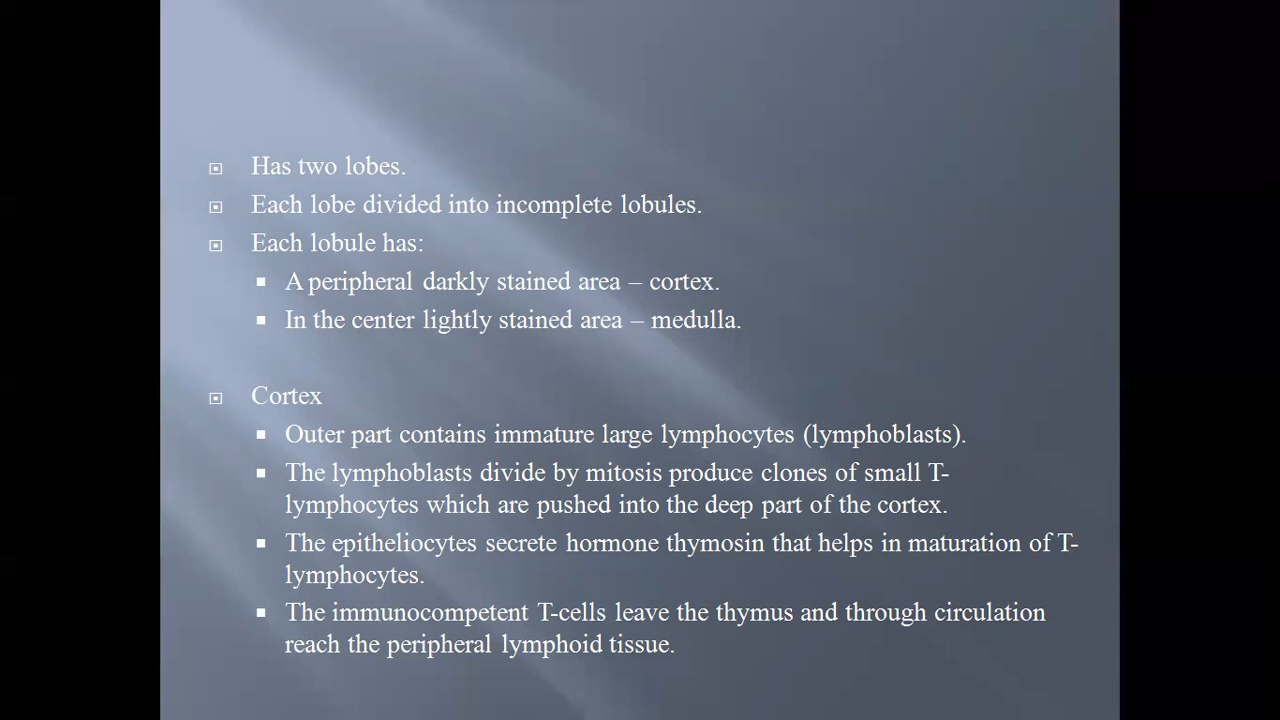 Has two lobes.
Each lobe divided into incomplete lobules.
Each lobule has:
A peripheral darkly stained area – cortex.
In the center lightly stained area – medulla.
Cortex
Outer part contains immature large lymphocytes (lymphoblasts).
The lymphoblasts divide by mitosis produce clones of small T-
lymphocytes which are pushed into the deep part of the cortex.
The epitheliocytes secrete hormone thymosin that helps in maturation of T-
lymphocytes.
The immunocompetent T-cells leave the thymus and through circulation
reach the peripheral lymphoid tissue.